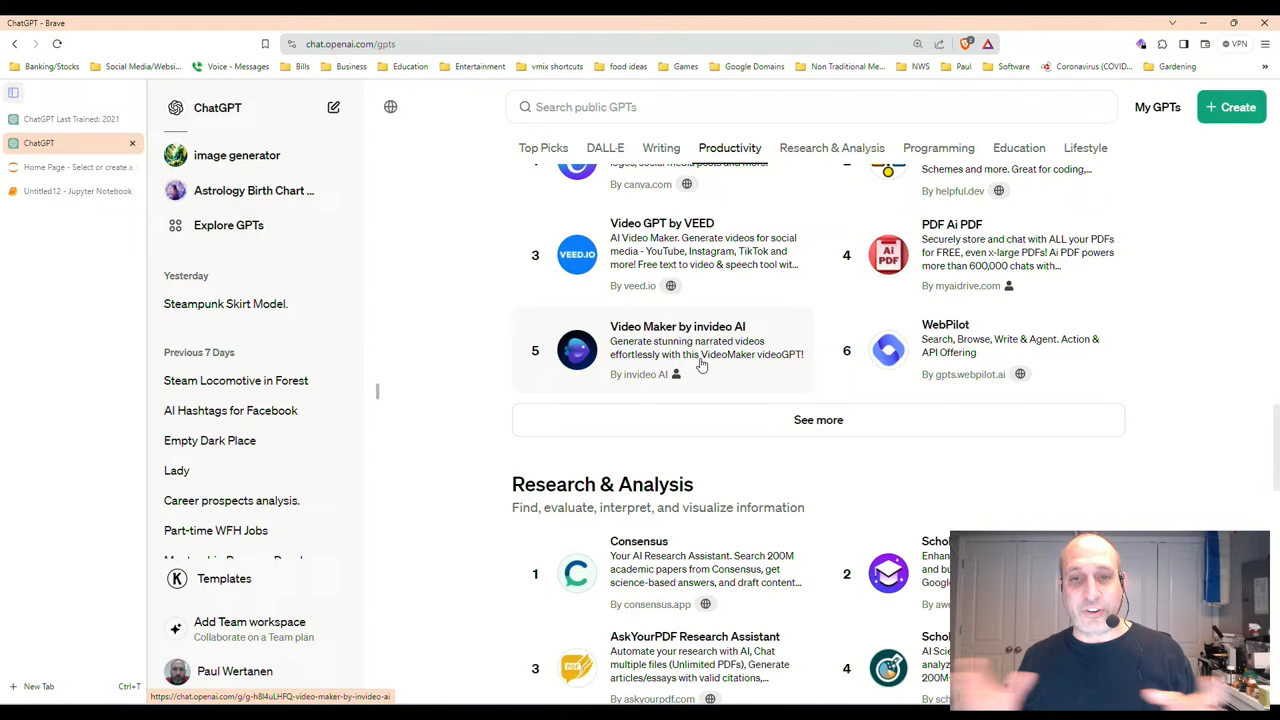 ChatGPT - Brave
chat.openai.com/gpts
2
VPN
Banking/Stocks
Social Media/Websi...
Voice - Messages
Bills
Business
Education
Entertainment
vmix shortcuts
food ideas
Games
Google Domains
Non Traditional Me...
NWS
Paul
Software
Coronavirus (COVID...
Gardening
»
ChatGPT Last Trained: 2021
ChatGPT
Home Page - Select or create a
Untitled12 - Jupyter Notebook
New Tab
Ctrl+T
ChatGPT
image generator
Astrology Birth Chart ...
Explore GPTs
Yesterday
Steampunk Skirt Model.
Previous 7 Days
Steam Locomotive in Forest
AI Hashtags for Facebook
Empty Dark Place
Lady
Career prospects analysis.
Part-time WFH Jobs
K
Templates
Add Team workspace
Collaborate on a Team plan
Paul Wertanen
https://chat.openai.com/g/g-h8l4uLHFQ-video-maker-by-invideo-ai
Search public GPTs
My GPTs
+ Create
Top Picks
DALL·E
Writing
Productivity
Research & Analysis
Programming
Education
Lifestyle
logos, social media posts and more!
By canva.com
Schemes and more. Great for coding,...
By helpful.dev
3
VEED.IO
Video GPT by VEED
AI Video Maker. Generate videos for social
media - YouTube, Instagram, TikTok and
more! Free text to video & speech tool wit...
By veed.io
4
Ai
PDF
PDF Ai PDF
Securely store and chat with ALL your PDFs
for FREE, even x-large PDFs! Ai PDF powers
more than 600,000 chats with...
By myaidrive.com
5
Video Maker by invideo AI
Generate stunning narrated videos
effortlessly with this VideoMaker videoGPT!
By invideo AI
6
WebPilot
Search, Browse, Write & Agent. Action &
API Offering
By gpts.webpilot.ai
See more
Research & Analysis
Find, evaluate, interpret, and visualize information
1
Consensus
Your AI Research Assistant. Search 200M
academic papers from Consensus, get
science-based answers, and draft content...
By consensus.app
2
3
PDF
AskYourPDF Research Assistant
Automate your research with AI, Chat
multiple files (Unlimited PDFs), Generate
articles/essays with valid citations,...
By askyourpdf.com
4